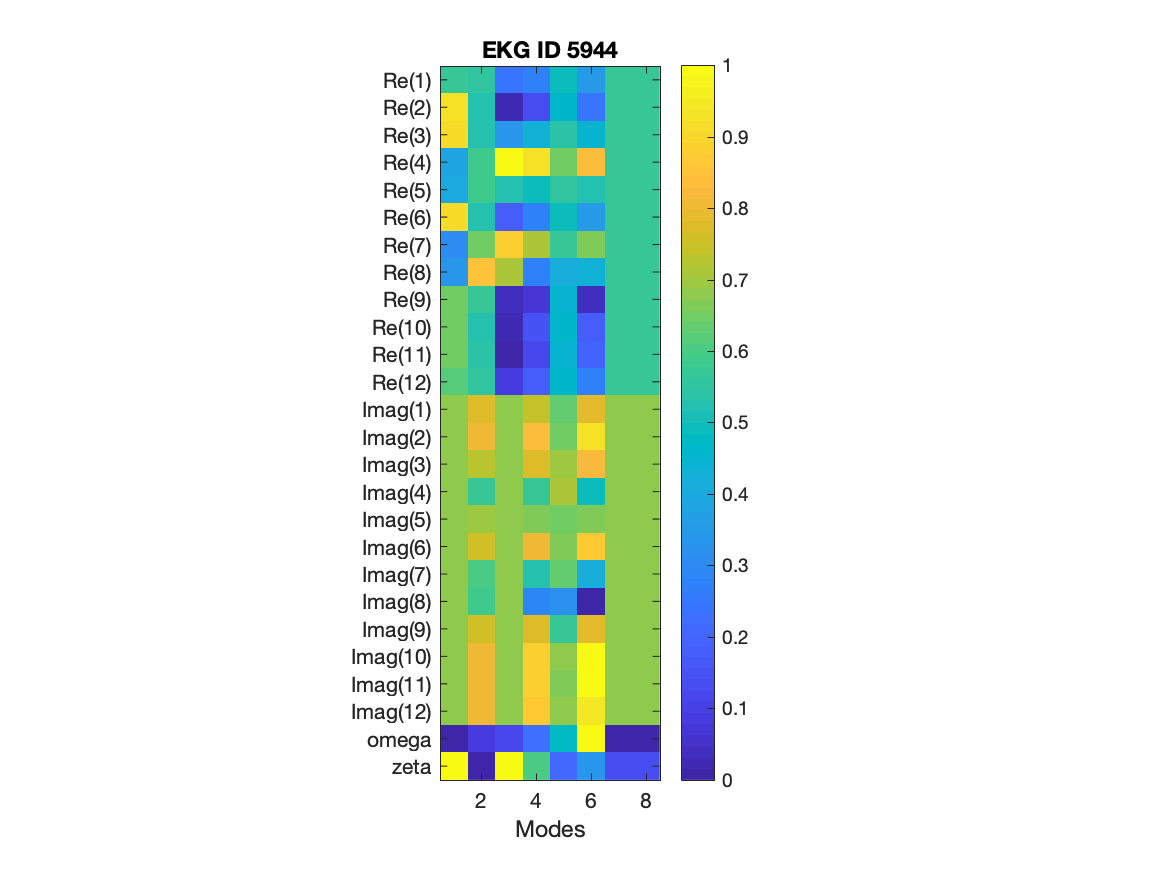 EKG ID 5944
Re(1)
Re(2)
Re(3)
Re(4)
Re(5)
Re(6)
Re(7)
Re(8)
Re(9)
Re(10)
Re(11)
Re(12)
Imag(1)
Imag(2)
Imag(3)
Imag(4)
Imag(5)
Imag(6)
Imag(7)
Imag(8)
Imag(9)
Imag(10)
Imag(11)
Imag(12)
omega
zeta
2 4 6 8
Modes
1
0.9
0.8
0.7
0.6
0.5
0.4
0.3
0.2
0.1
0